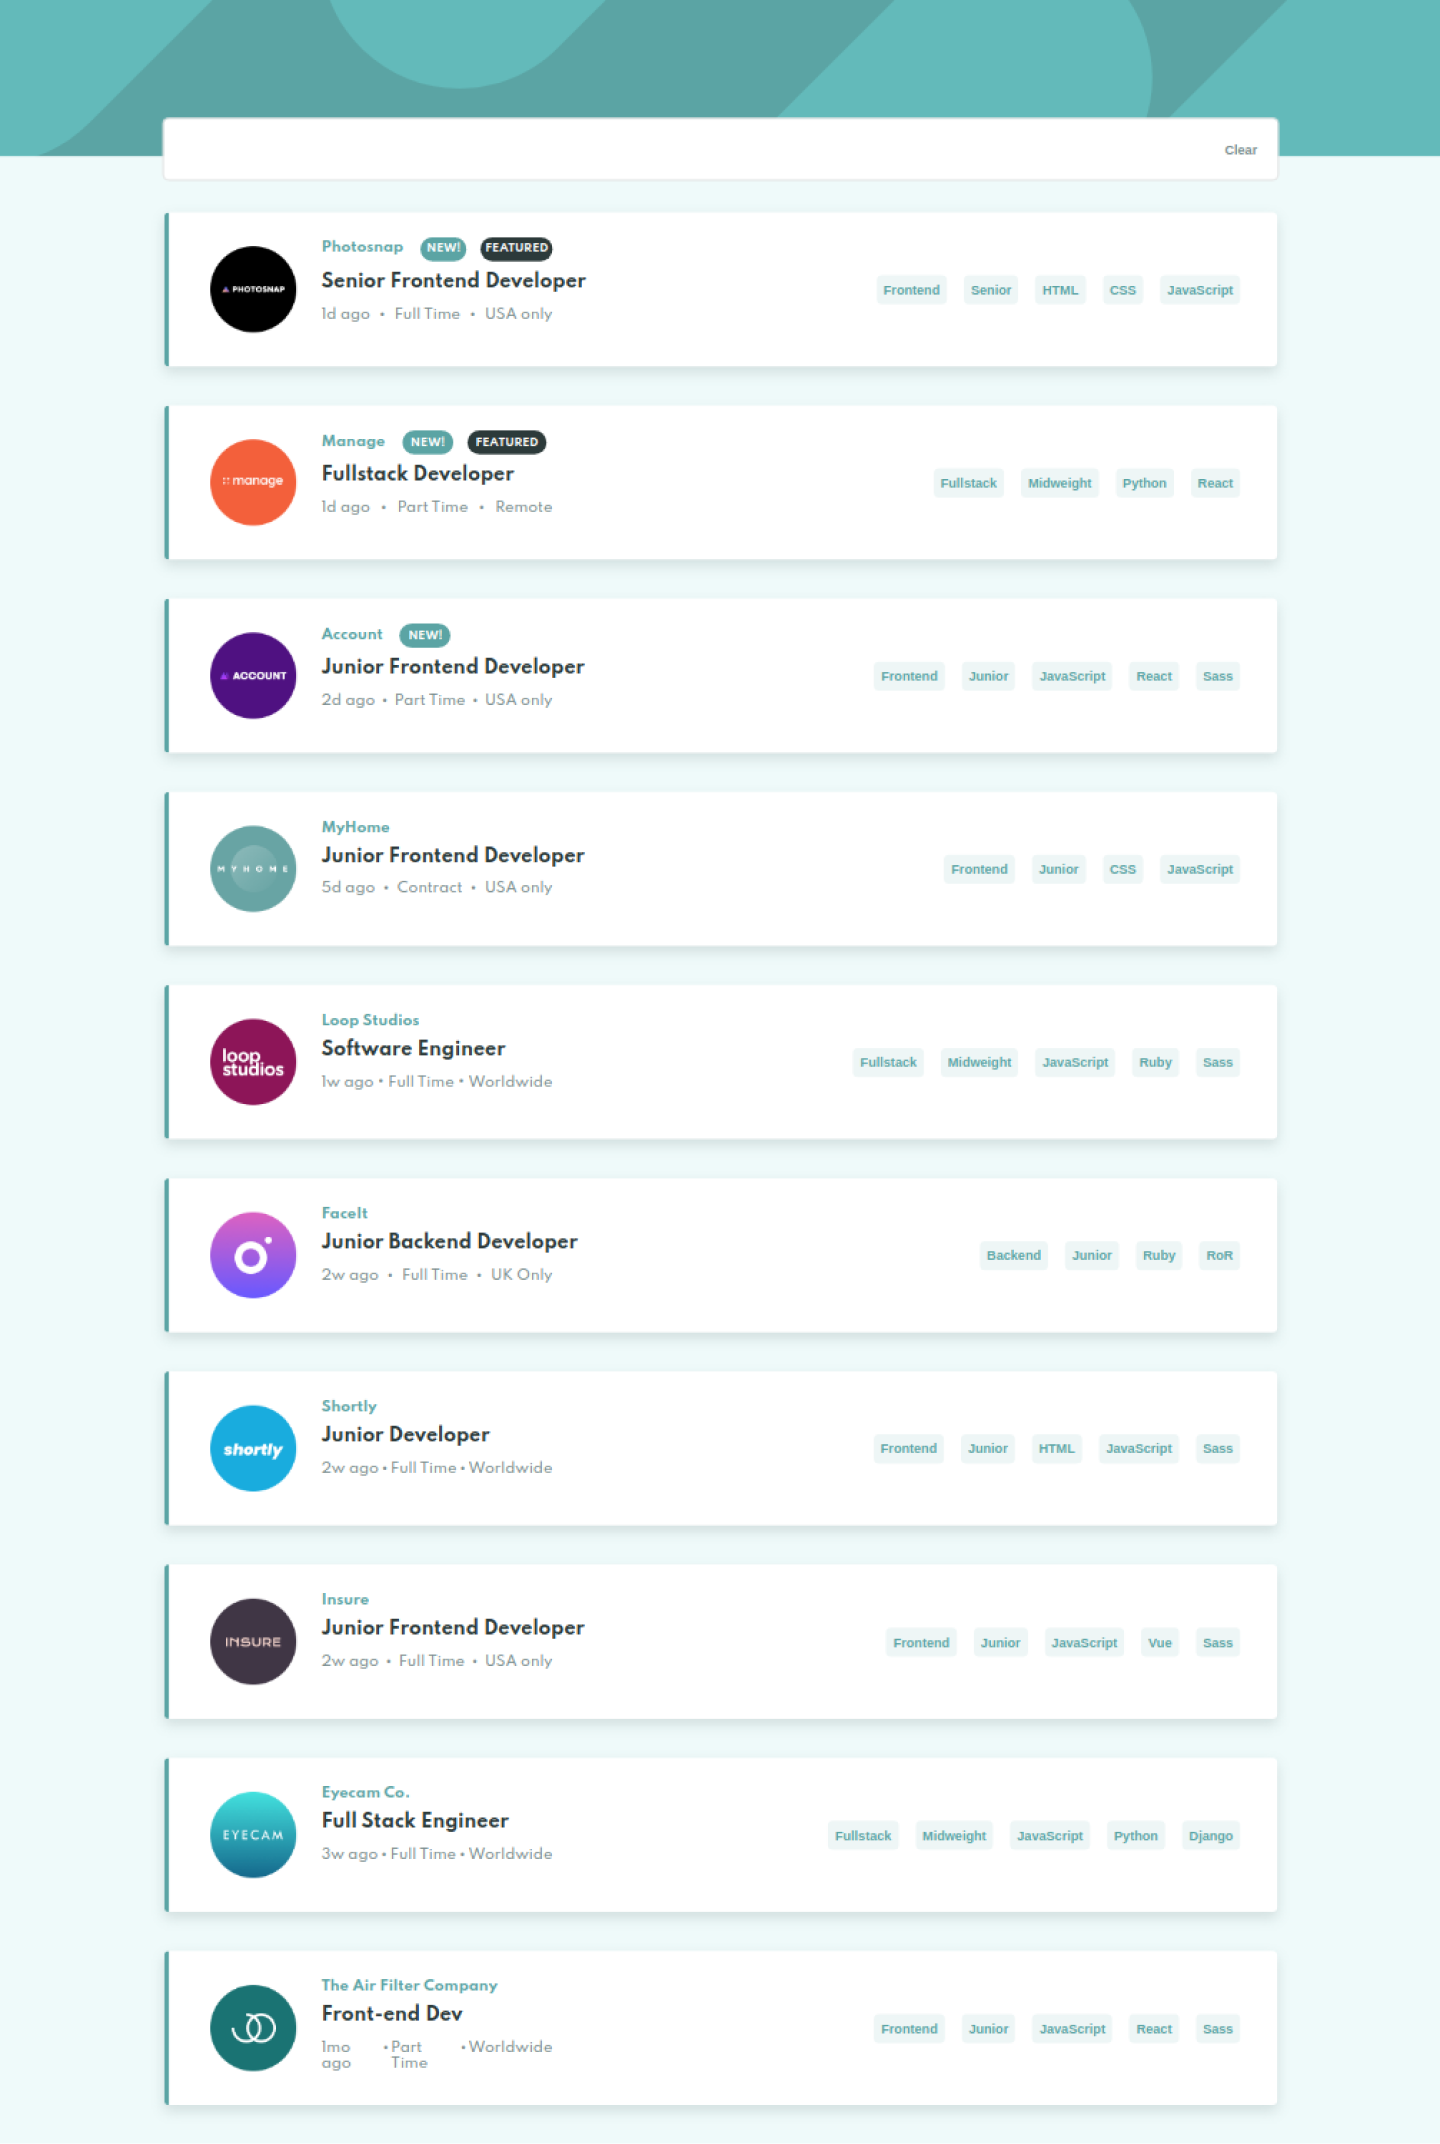 Clear
PHOTOSNAP
Photosnap NEW! FEATURED
Senior Frontend Developer
1d ago • Full Time • USA only
Frontend Senior HTML CSS JavaScript
manage
Manage NEW! FEATURED
Fullstack Developer
1d ago • Part Time • Remote
Fullstack Midweight Python React
ACCOUNT
Account NEW!
Junior Frontend Developer
2d ago • Part Time • USA only
Frontend Junior JavaScript React Sass
MYHOME
MyHome
Junior Frontend Developer
5d ago • Contract • USA only
Frontend Junior CSS JavaScript
loop
studios
Loop Studios
Software Engineer
1w ago • Full Time • Worldwide
Fullstack Midweight JavaScript Ruby Sass
FaceIt
Junior Backend Developer
2w ago • Full Time • UK Only
Backend Junior Ruby RoR
shortly
Shortly
Junior Developer
2w ago • Full Time • Worldwide
Frontend Junior HTML JavaScript Sass
INSURE
Insure
Junior Frontend Developer
2w ago • Full Time • USA only
Frontend Junior JavaScript Vue Sass
EYECAM
Eyecam Co.
Full Stack Engineer
3w ago • Full Time • Worldwide
Fullstack Midweight JavaScript Python Django
The Air Filter Company
Front-end Dev
1mo • Part • Worldwide
ago Time
Frontend Junior JavaScript React Sass